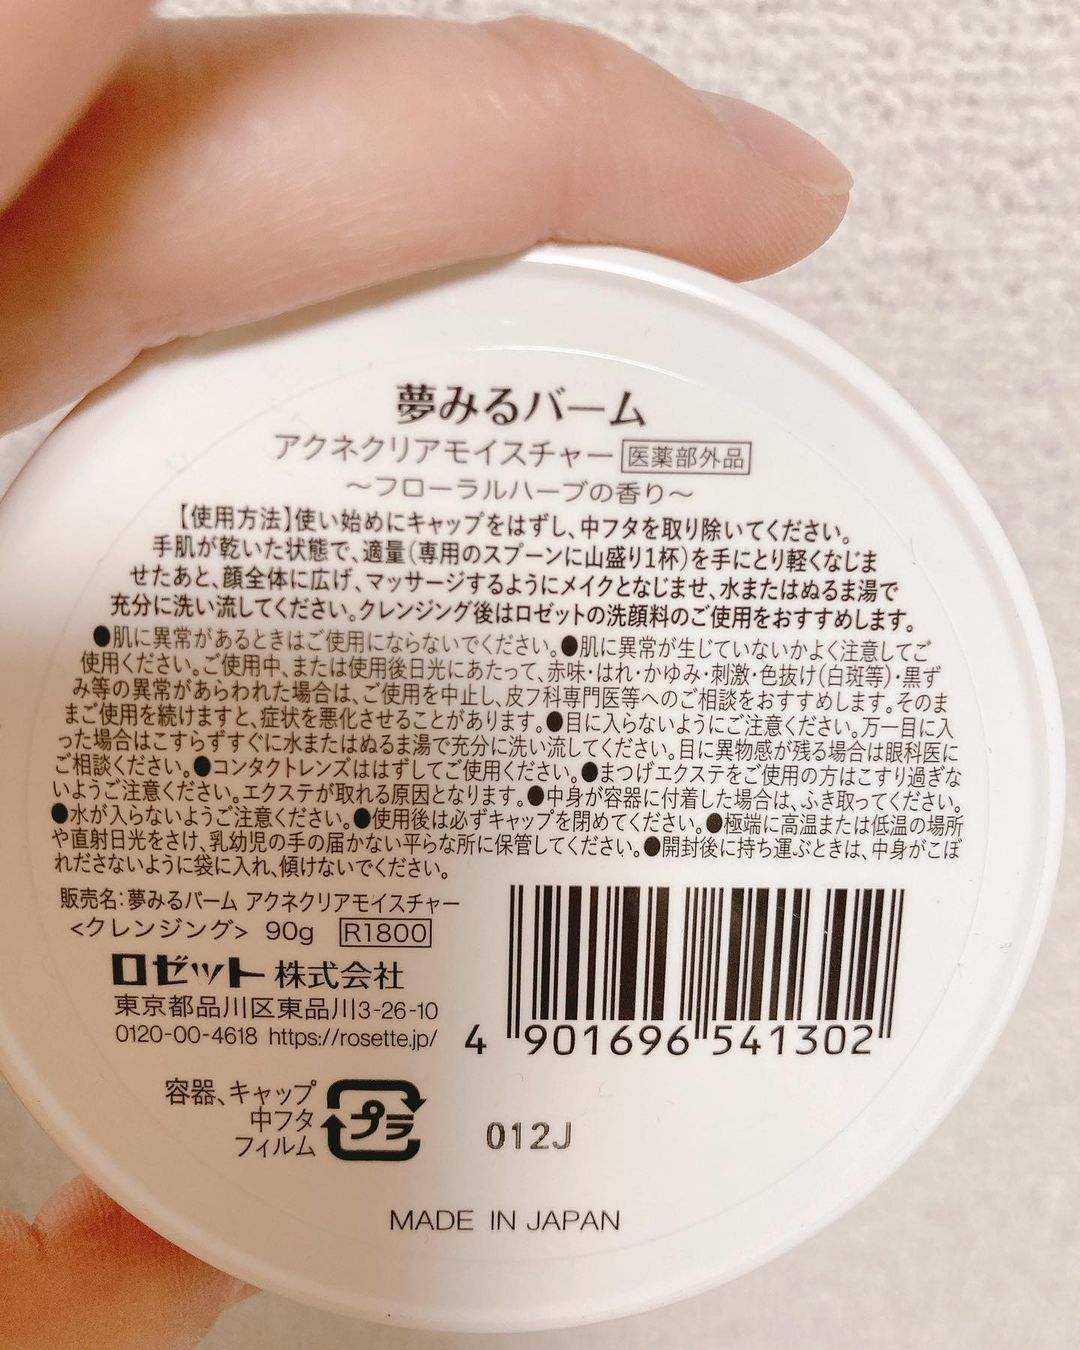 夢みるバーム
アクネクリアモイスチャー 医薬部外品
～フローラルハーブの香り～
【使用方法】使い始めにキャップをはずし、中フタを取り除いてください。
手肌が乾いた状態で、適量(専用のスプーンに山盛り1杯)を手にとり軽くなじま
せたあと、顔全体に広げ、マッサージするようにメイクとなじませ、水またはぬるま湯で
充分に洗い流してください。クレンジング後はロゼットの洗顔料のご使用をおすすめします。
●肌に異常があるときはご使用にならないでください。●肌に異常が生じていないかよく注意してご
使用ください。ご使用中、または使用後日光にあたって、赤味・はれ・かゆみ・刺激・色抜け(白斑等)・黒ず
み等の異常があらわれた場合は、ご使用を中止し、皮フ科専門医等へのご相談をおすすめします。そのま
まご使用を続けますと、症状を悪化させることがあります。●目に入らないようにご注意ください。万一目に入
った場合はこすらずすぐに水またはぬるま湯で充分に洗い流してください。目に異物感が残る場合は眼科医に
ご相談ください。●コンタクトレンズははずしてご使用ください。●まつげエクステをご使用の方はこすり過ぎな
いようご注意ください。エクステが取れる原因となります。●中身が容器に付着した場合は、ふき取ってください。
●水が入らないようご注意ください。●使用後は必ずキャップを閉めてください。●極端に高温または低温の場所
や直射日光をさけ、乳幼児の手の届かない平らな所に保管してください。●開封後に持ち運ぶときは、中身がこぼ
れださないように袋に入れ、傾けないでください。
販売名:夢みるバーム アクネクリアモイスチャー
<クレンジング> 90g R1800
ロゼット株式会社
東京都品川区東品川3-26-10
0120-00-4618 https://rosette.jp/
4 901696 541302
容器、キャップ
中フタ
フィルム
プラ
012J
MADE IN JAPAN